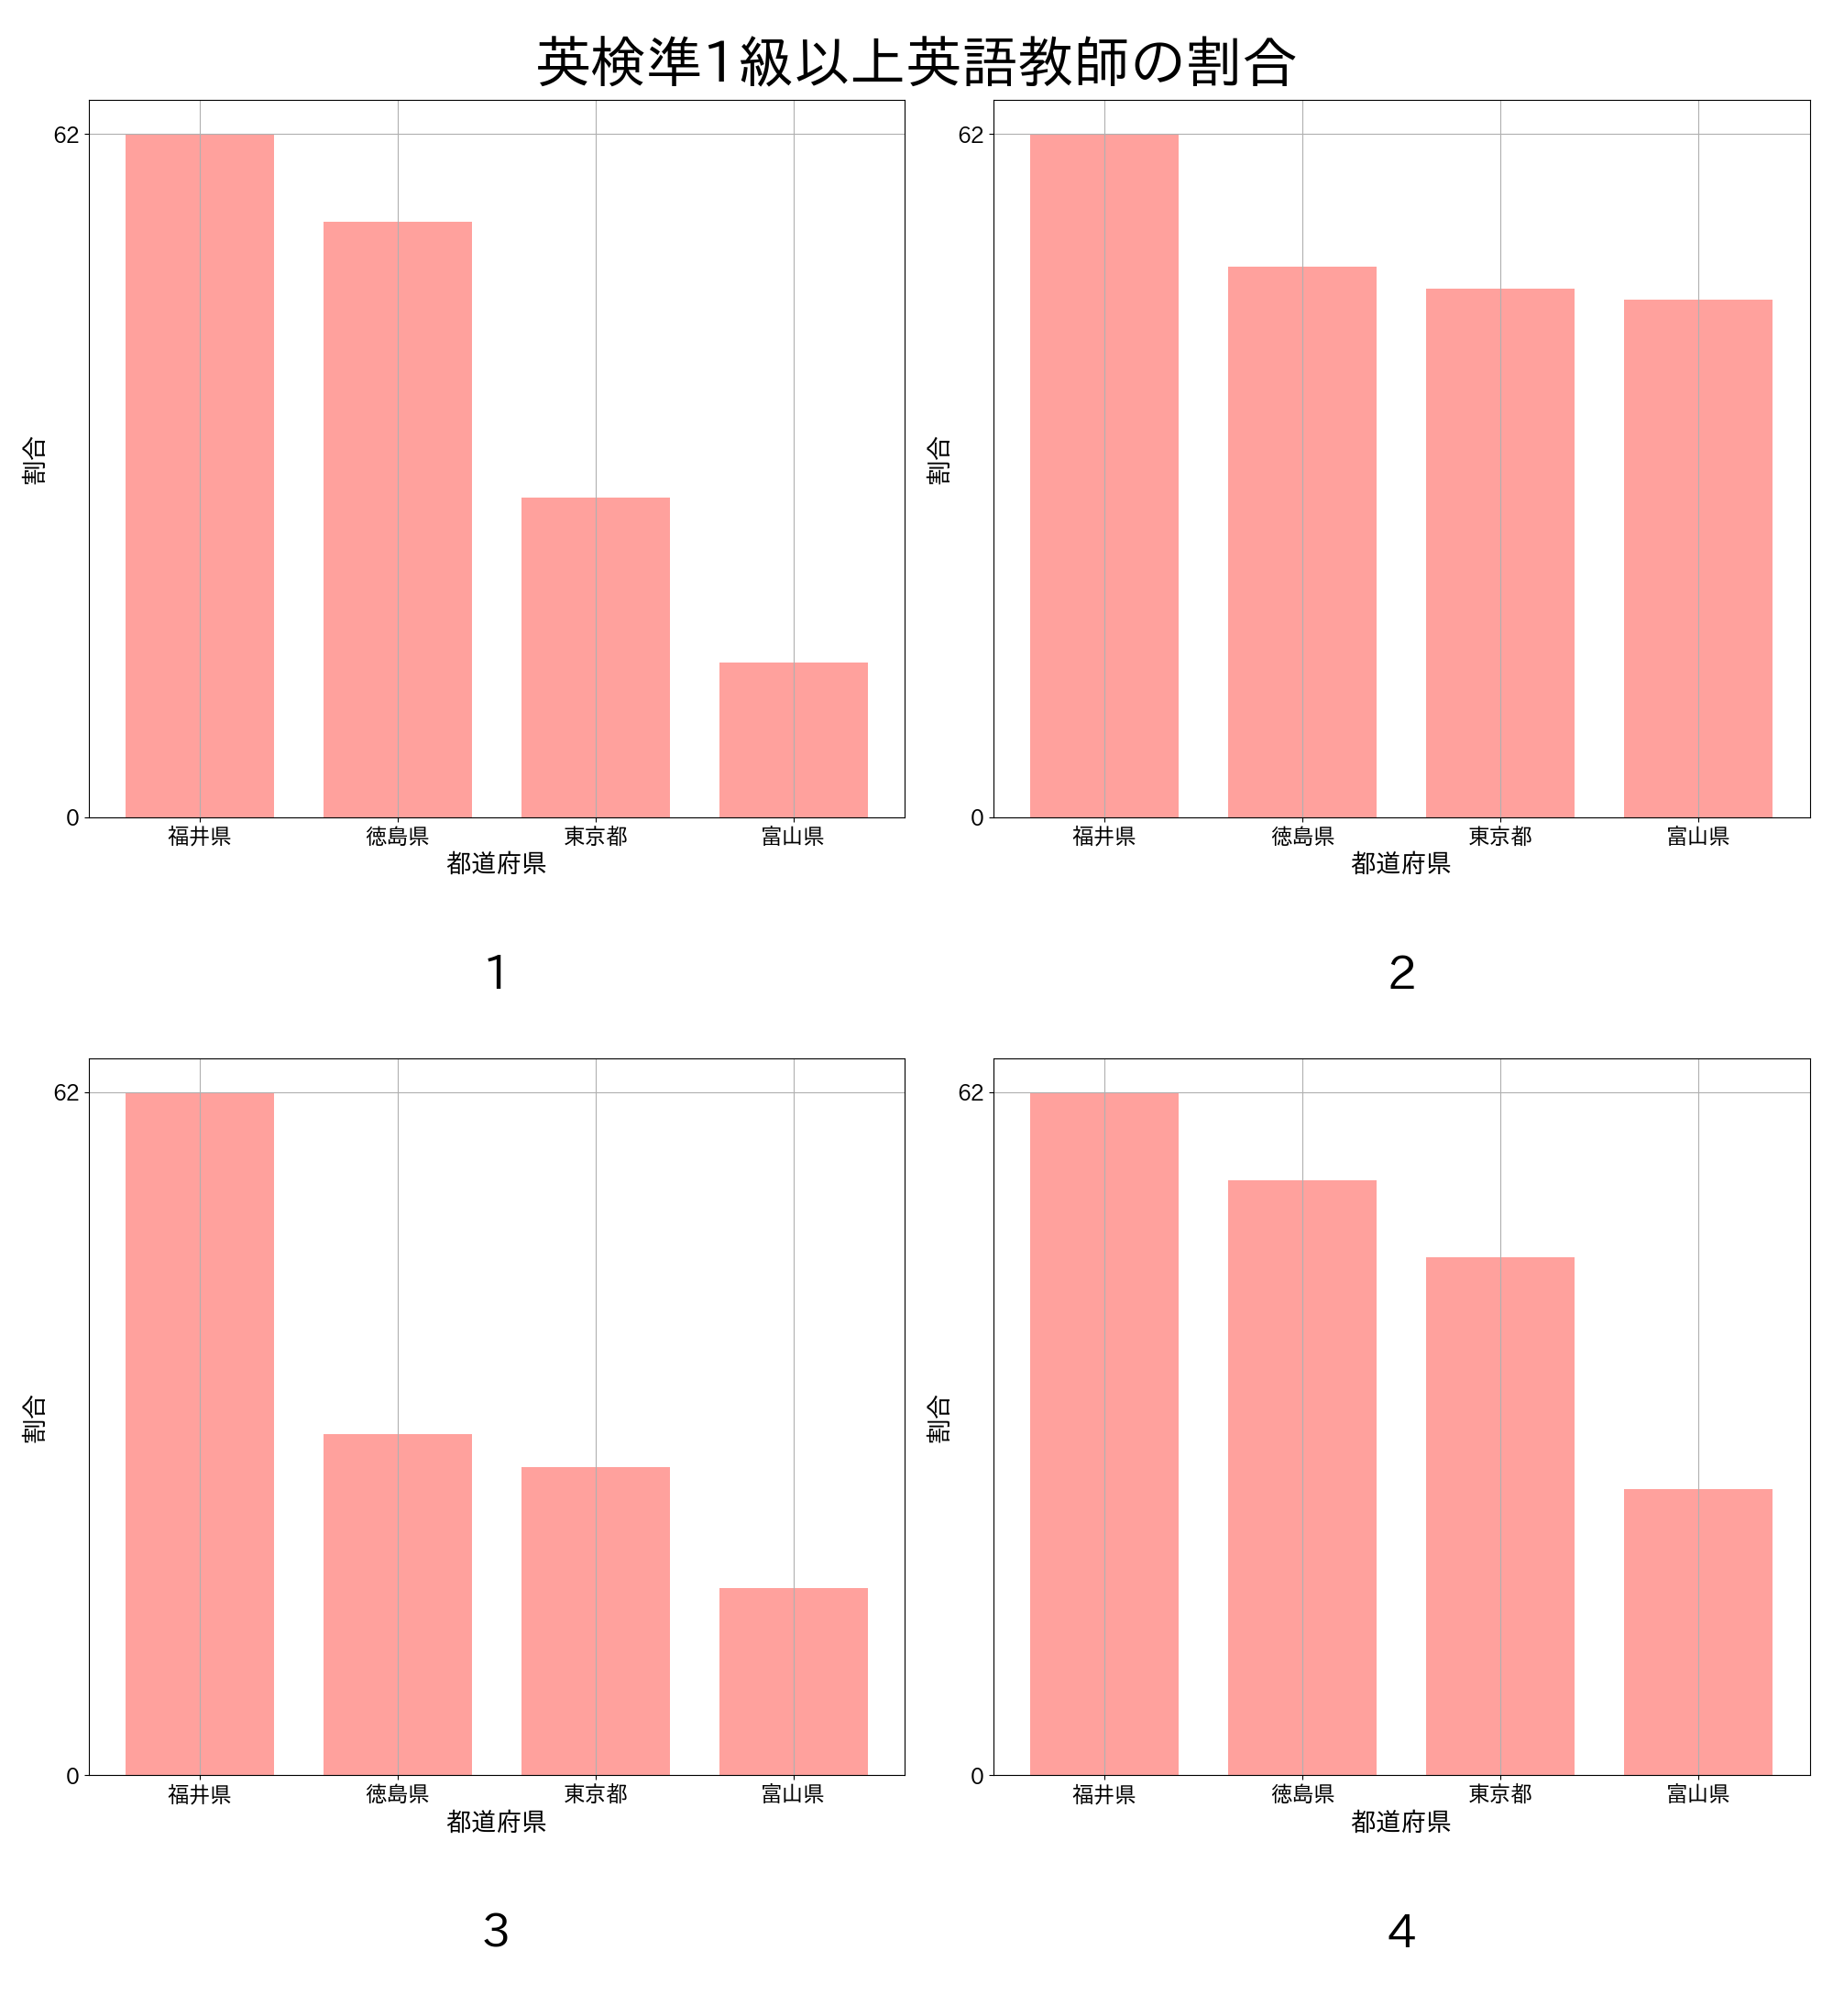 英検準1級以上英語教師の割合
62
0
割合
福井県 徳島県 東京都 富山県
都道府県
1
62
0
割合
福井県 徳島県 東京都 富山県
都道府県
2
62
0
割合
福井県 徳島県 東京都 富山県
都道府県
3
62
0
割合
福井県 徳島県 東京都 富山県
都道府県
4